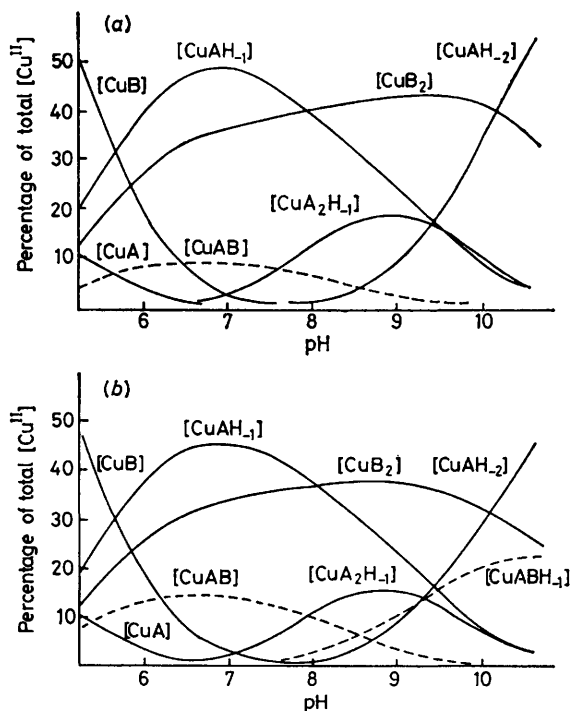 (a)
[CuB]
[CuAH₋₁]
[CuB₂]
[CuAH₋₂]
[CuA]
[CuAB]
[CuA₂H₋₁]
Percentage of total [Cuᴵᴵ]
50
40
30
20
10
6 7 8 9 10
pH
(b)
[CuB]
[CuAH₋₁]
[CuB₂]
[CuAH₋₂]
[CuAB]
[CuA₂H₋₁]
[CuABH₋₁]
[CuA]
Percentage of total [Cuᴵᴵ]
50
40
30
20
10
6 7 8 9 10
pH